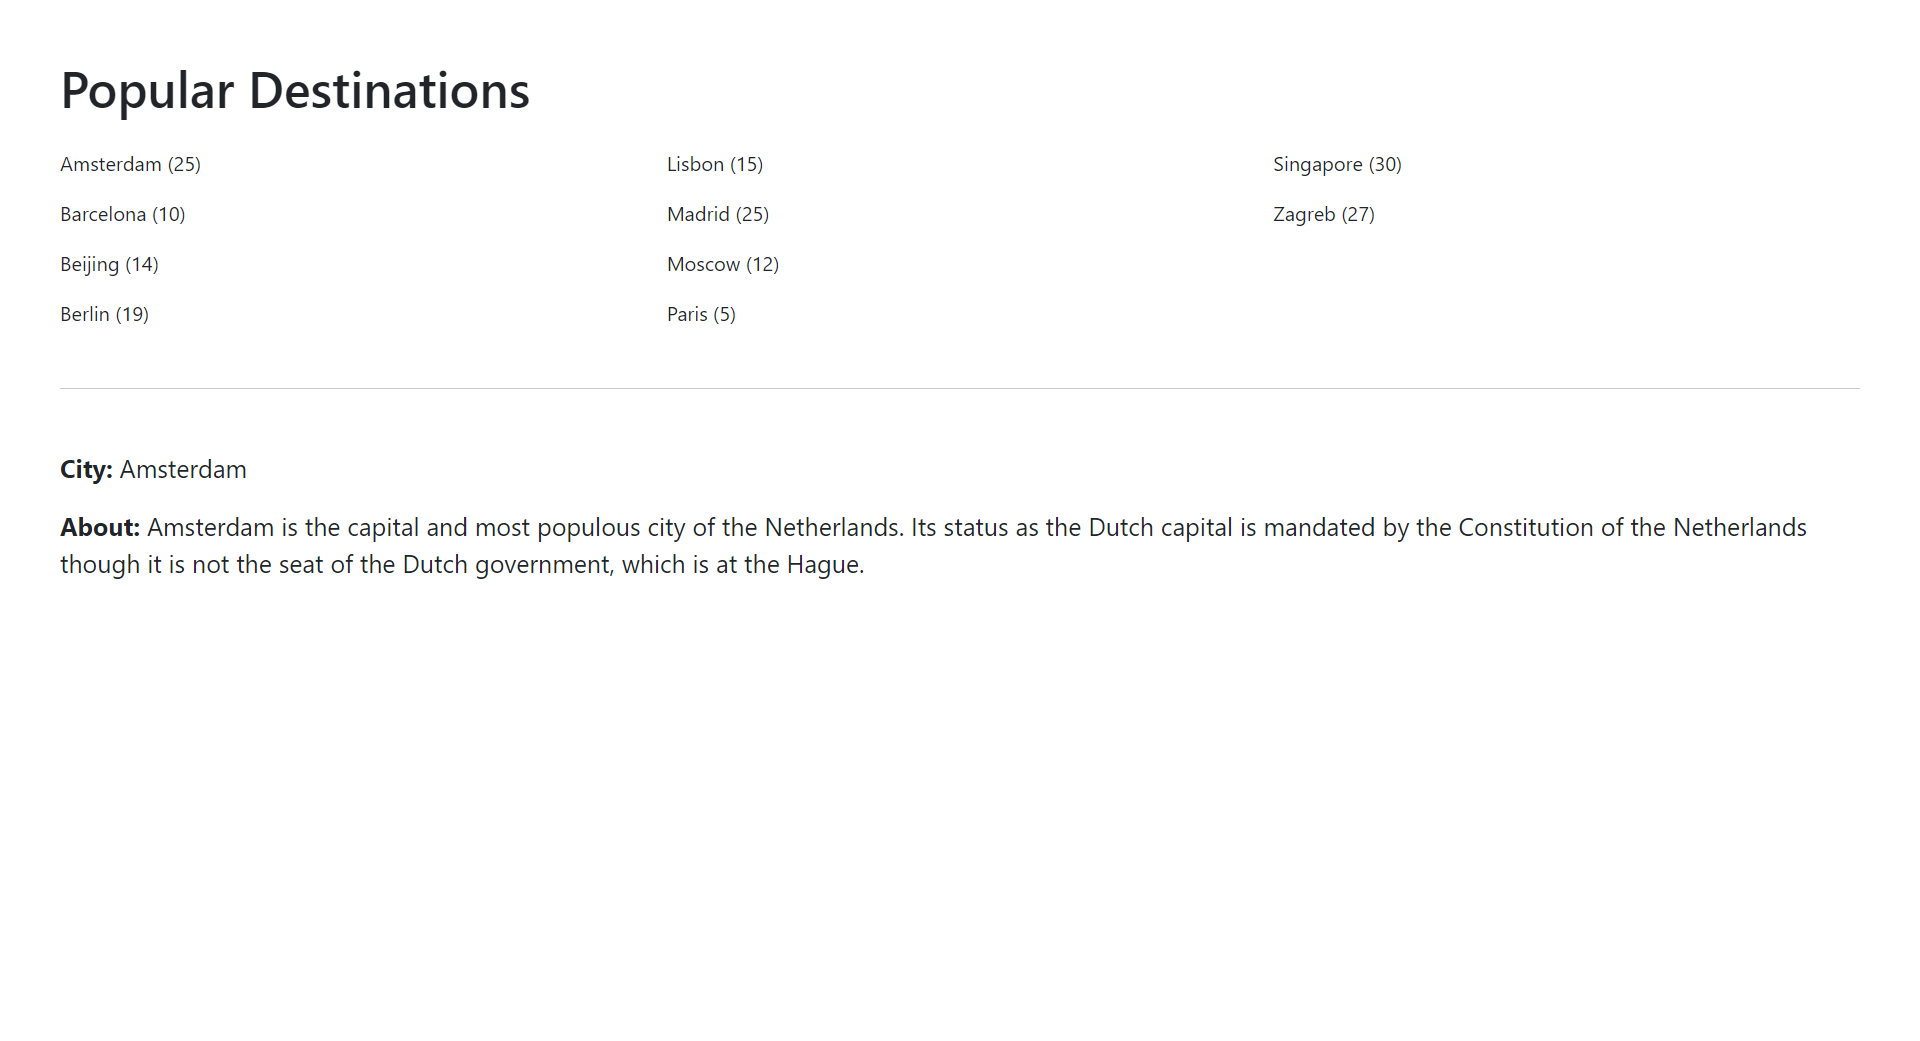 Popular Destinations
Amsterdam (25)
Barcelona (10)
Beijing (14)
Berlin (19)
Lisbon (15)
Madrid (25)
Moscow (12)
Paris (5)
Singapore (30)
Zagreb (27)
City: Amsterdam
About: Amsterdam is the capital and most populous city of the Netherlands. Its status as the Dutch capital is mandated by the Constitution of the Netherlands
though it is not the seat of the Dutch government, which is at the Hague.